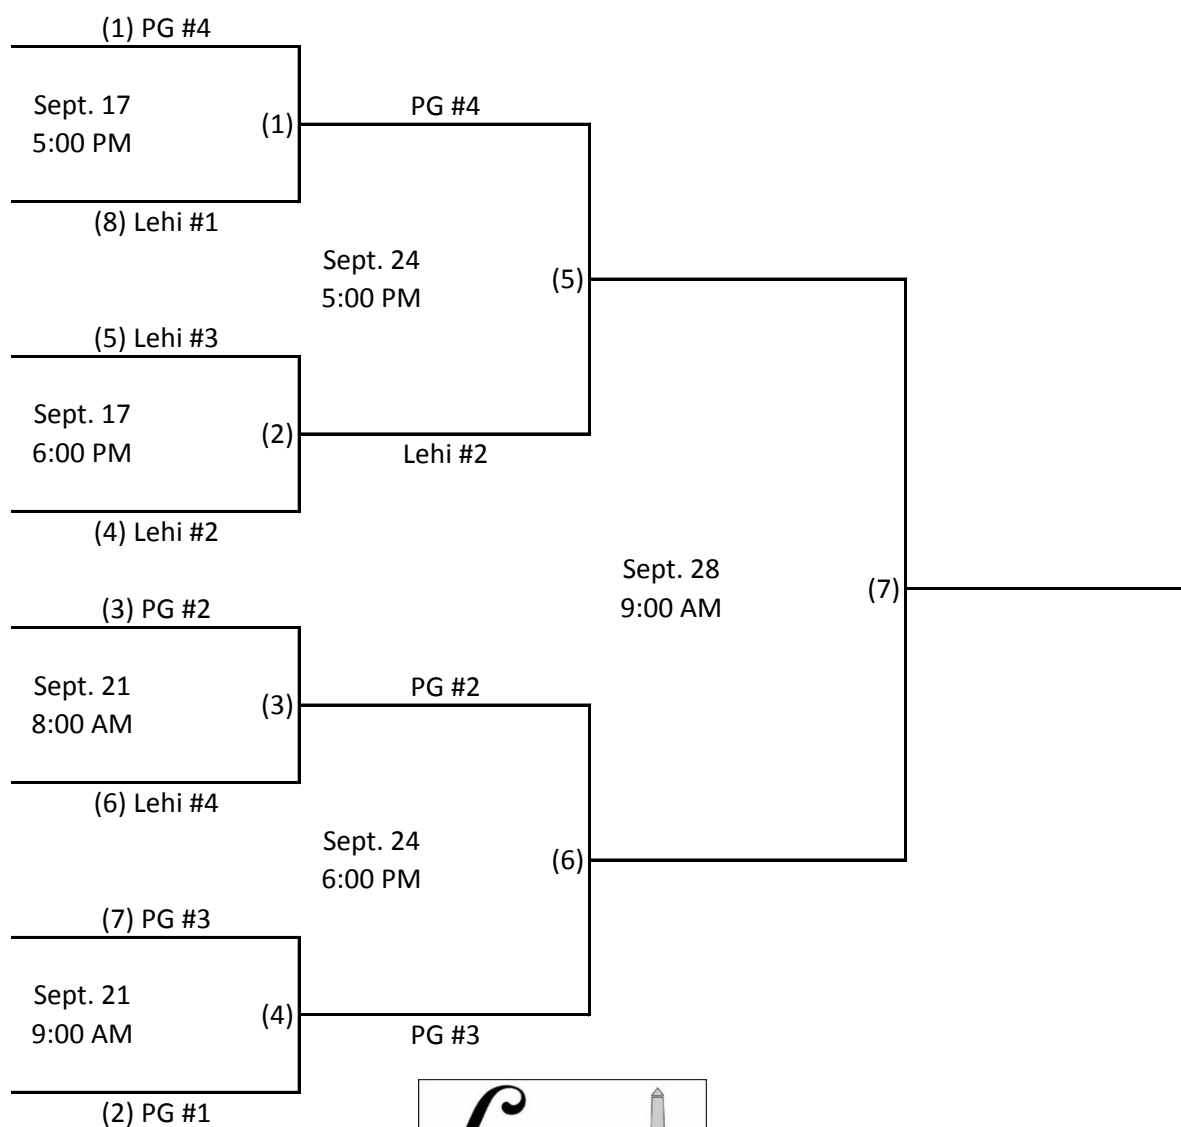 (1) PG #4
Sept. 17
5:00 PM
(1)
PG #4
(8) Lehi #1
Sept. 24
5:00 PM
(5)
(5) Lehi #3
Sept. 17
6:00 PM
(2)
Lehi #2
(4) Lehi #2
Sept. 28
9:00 AM
(7)
(3) PG #2
Sept. 21
8:00 AM
(3)
PG #2
(6) Lehi #4
Sept. 24
6:00 PM
(6)
(7) PG #3
Sept. 21
9:00 AM
(4)
PG #3
(2) PG #1